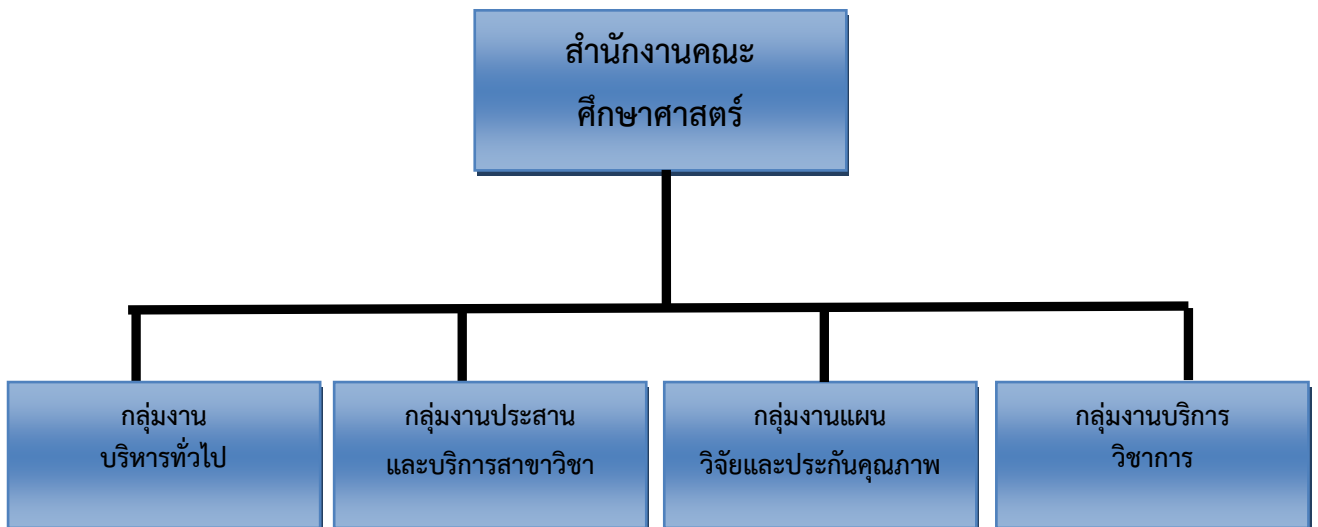 สำนักงานคณะ
ศึกษาศาสตร์
กลุ่มงาน
บริหารทั่วไป
กลุ่มงานประสาน
และบริการสาขาวิชา
กลุ่มงานแผน
วิจัยและประกันคุณภาพ
กลุ่มงานบริการ
วิชาการ